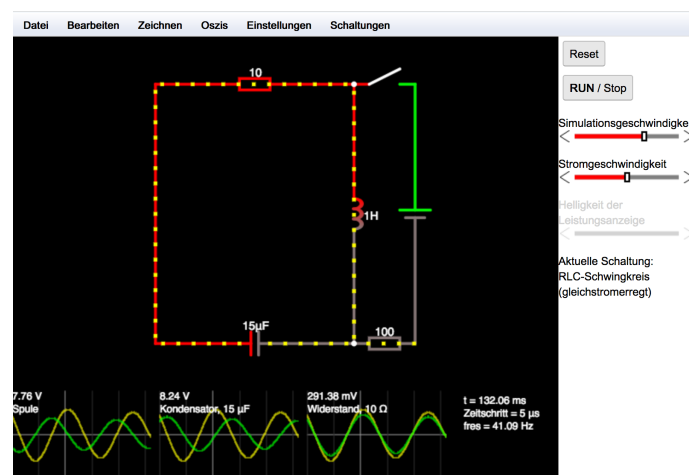 Datei Bearbeiten Zeichnen Oszis Einstellungen Schaltungen
Reset
RUN / Stop
Simulationsgeschwindigke
Stromgeschwindigkeit
Helligkeit der
Leistungsanzeige
Aktuelle Schaltung:
RLC-Schwingkreis
(gleichstromerregt)
10
1H
15µF
100
7.76 V
Spule
8.24 V
Kondensator, 15 µF
291.38 mV
Widerstand, 10 Ω
t = 132.06 ms
Zeitschritt = 5 µs
fres = 41.09 Hz